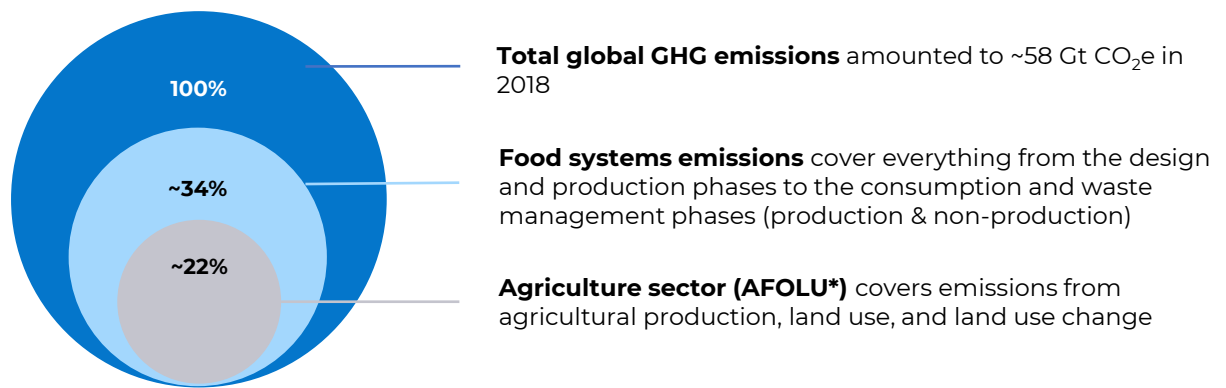 100%
Total global GHG emissions amounted to ~58 Gt CO₂e in
2018
~34%
Food systems emissions cover everything from the design
and production phases to the consumption and waste
management phases (production & non-production)
~22%
Agriculture sector (AFOLU*) covers emissions from
agricultural production, land use, and land use change